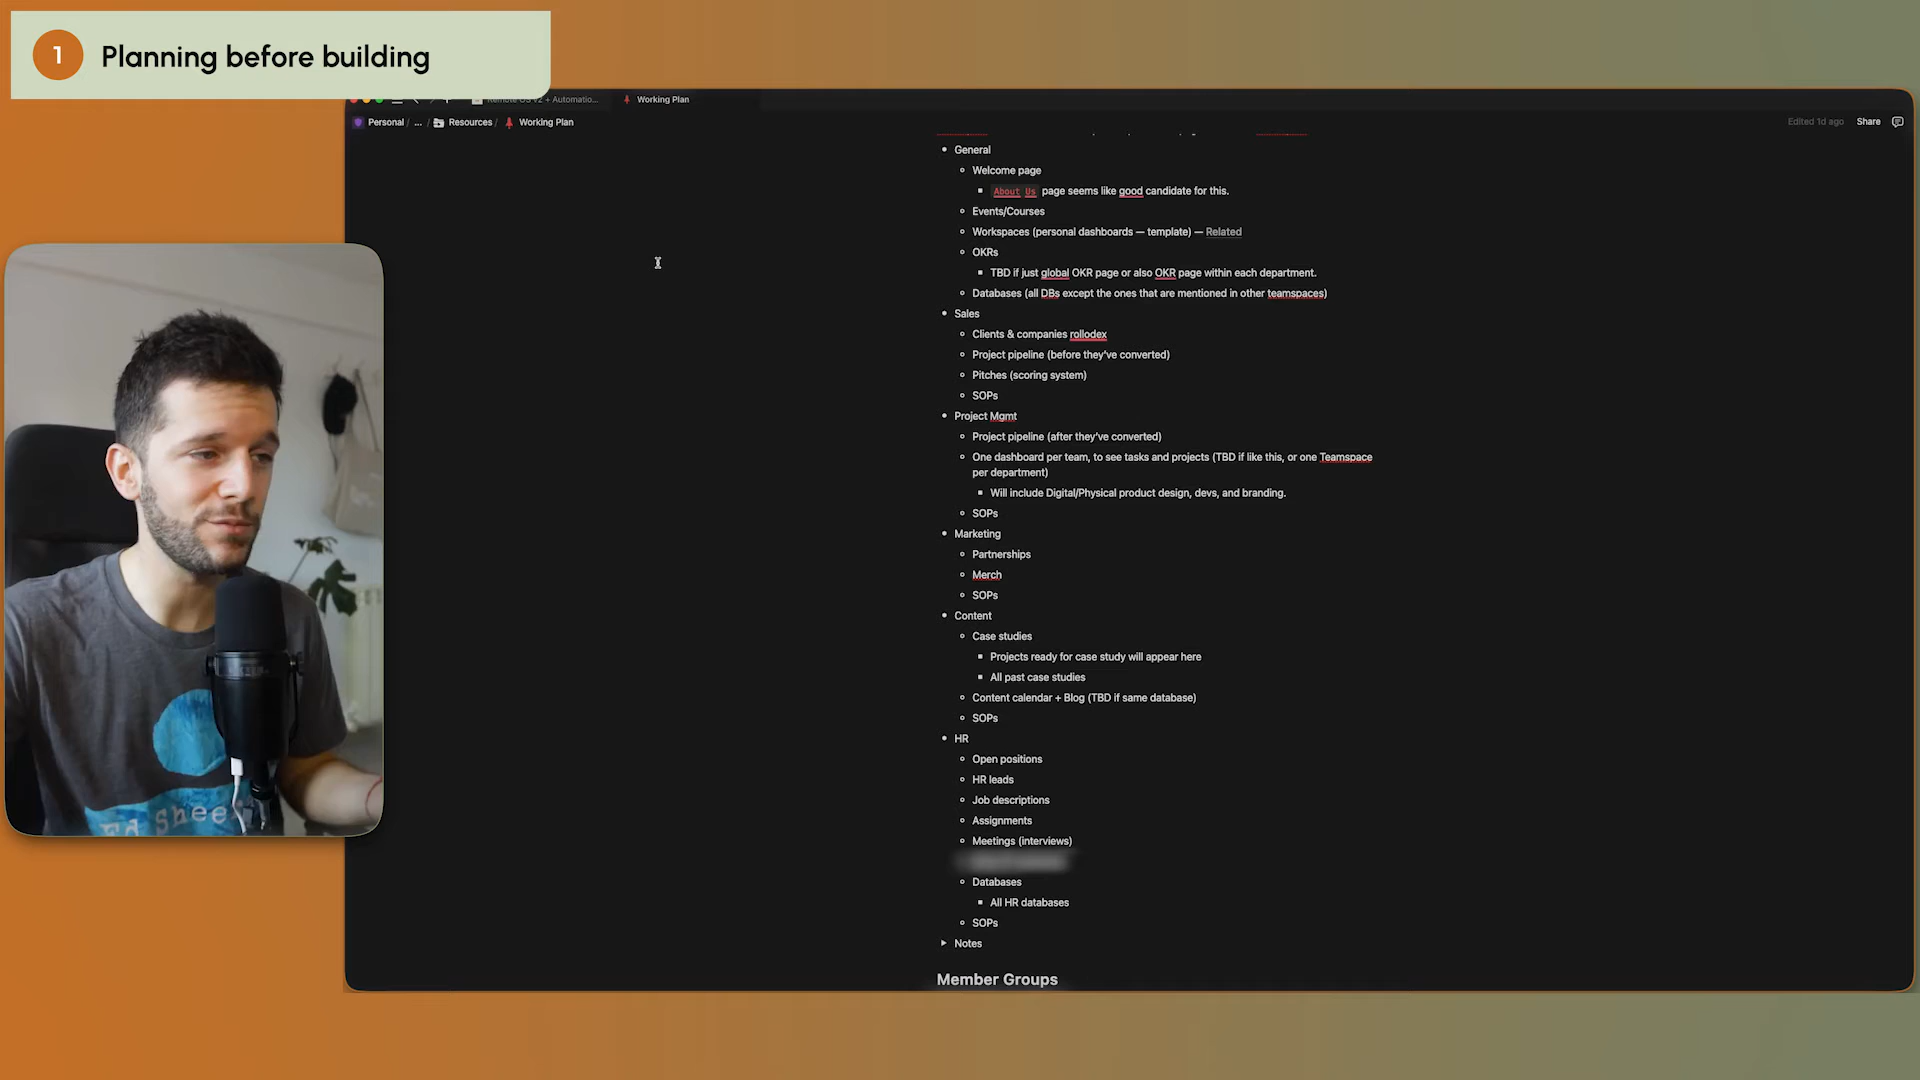 1 Planning before building
Remote OS v2 + Automatio...
Working Plan
Personal / ... / Resources / Working Plan
Edited 1d ago Share
General
Welcome page
About Us page seems like good candidate for this.
Events/Courses
Workspaces (personal dashboards — template) — Related
OKRs
TBD if just global OKR page or also OKR page within each department.
Databases (all DBs except the ones that are mentioned in other teamspaces)
Sales
Clients & companies rollodex
Project pipeline (before they've converted)
Pitches (scoring system)
SOPs
Project Mgmt
Project pipeline (after they've converted)
One dashboard per team, to see tasks and projects (TBD if like this, or one Teamspace
per department)
Will include Digital/Physical product design, devs, and branding.
SOPs
Marketing
Partnerships
Merch
SOPs
Content
Case studies
Projects ready for case study will appear here
All past case studies
Content calendar + Blog (TBD if same database)
SOPs
HR
Open positions
HR leads
Job descriptions
Assignments
Meetings (interviews)
Databases
All HR databases
SOPs
Notes
Member Groups
Ed Shee